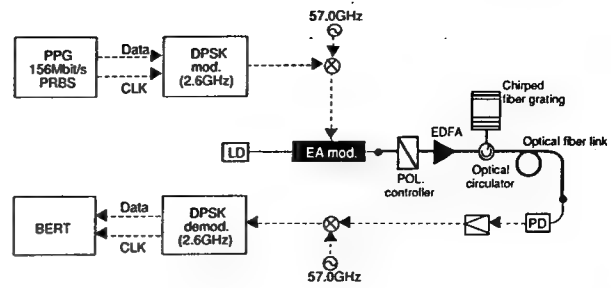 57.0GHz
PPG
156Mbit/s
PRBS
Data
CLK
DPSK
mod.
(2.6GHz)
Chirped
fiber grating
LD
EA mod.
EDFA
Optical fiber link
POL.
controller
Optical
circulator
BERT
Data
CLK
DPSK
demod.
(2.6GHz)
PD
57.0GHz